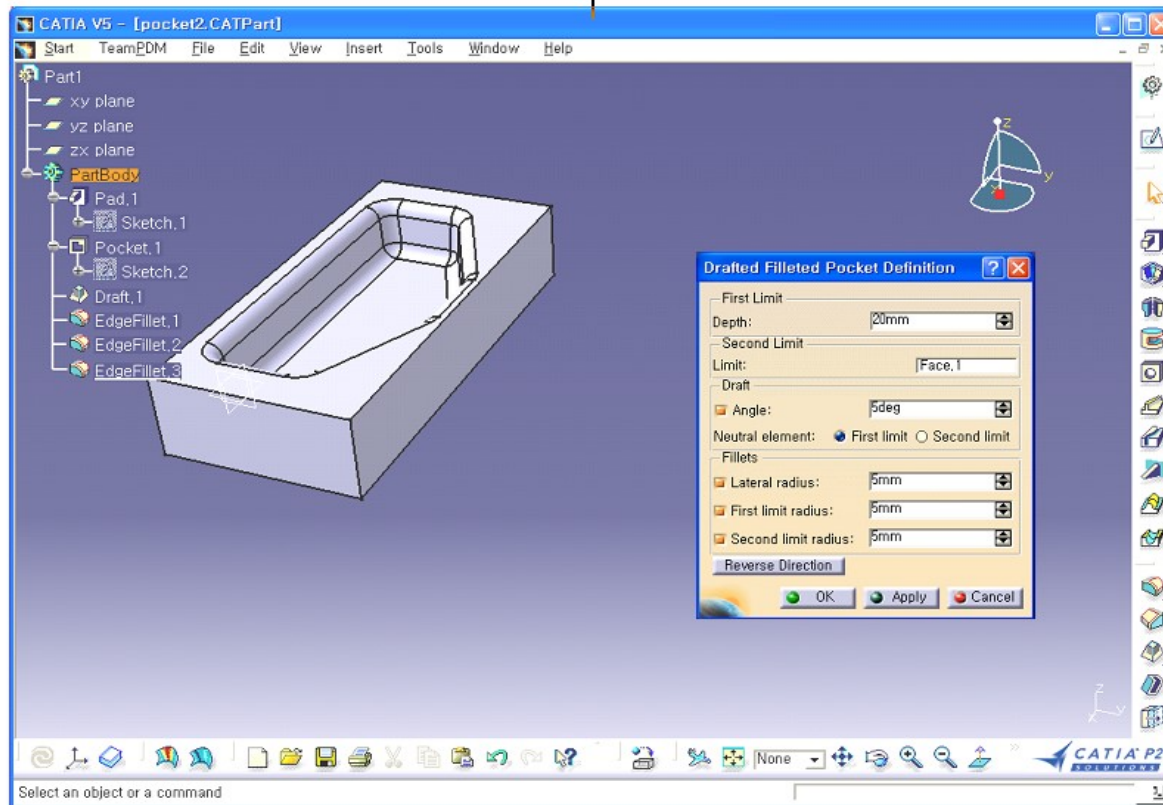 CATIA V5 - [pocket2.CATPart]
Start TeamPDM File Edit View Insert Tools Window Help
Part1
xy plane
yz plane
zx plane
PartBody
Pad.1
Sketch.1
Pocket.1
Sketch.2
Draft.1
EdgeFillet.1
EdgeFillet.2
EdgeFillet.3
z
y
Drafted Filleted Pocket Definition
First Limit
Depth: 20mm
Second Limit
Limit: Face.1
Draft
Angle: 5deg
Neutral element: First limit Second limit
Fillets
Lateral radius: 5mm
First limit radius: 5mm
Second limit radius: 5mm
Reverse Direction
OK Apply Cancel
z
y
x
None
CATIA P2
SOLUTIONS
Select an object or a command